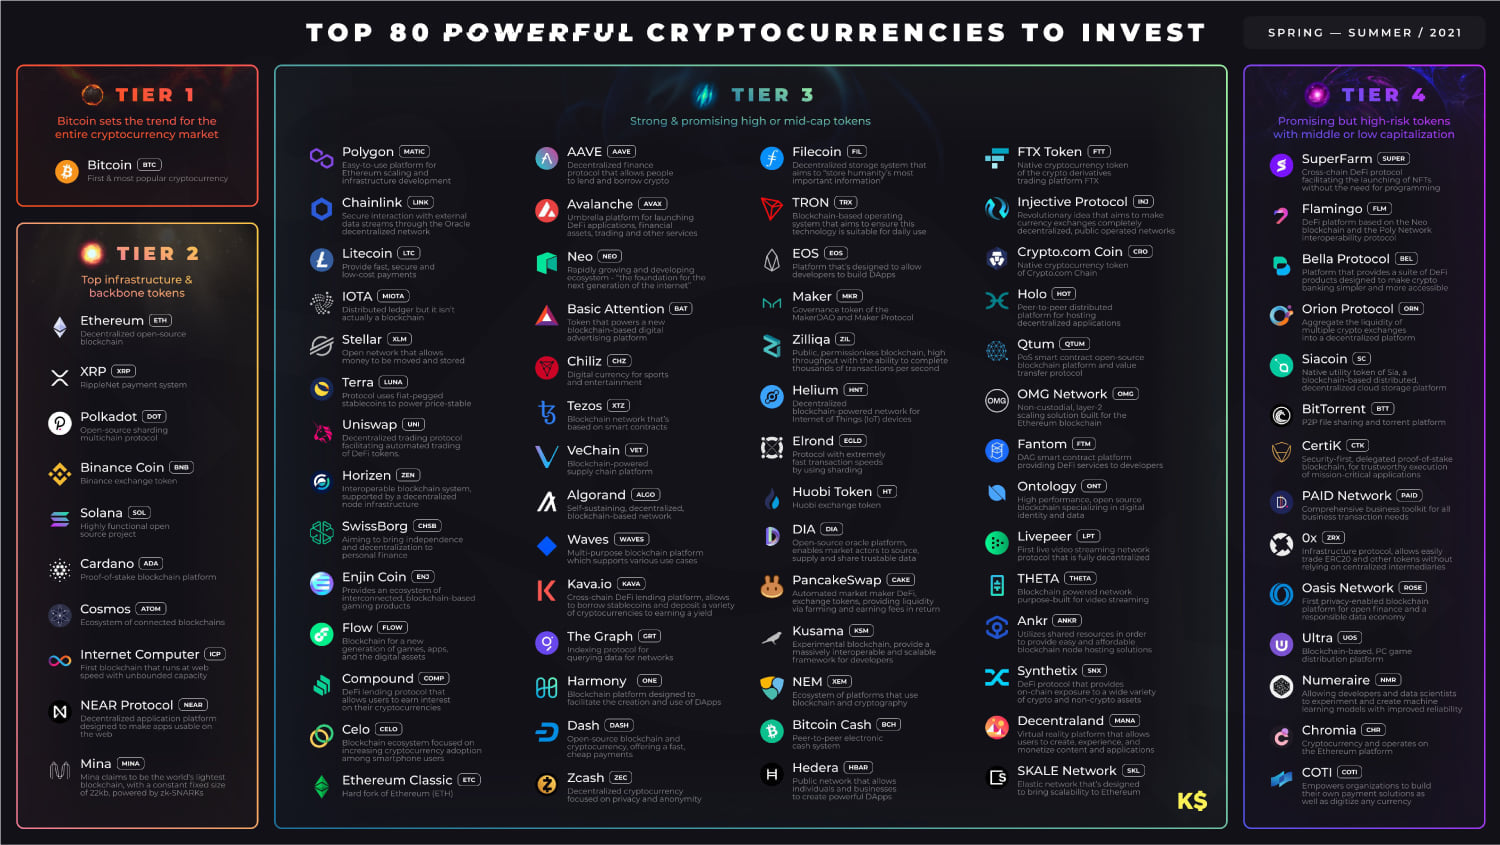 TOP 80 POWERFUL CRYPTOCURRENCIES TO INVEST
SPRING — SUMMER / 2021
TIER 1
Bitcoin sets the trend for the
entire cryptocurrency market
Bitcoin BTC
First & most popular cryptocurrency
TIER 2
Top infrastructure &
backbone tokens
Ethereum ETH
Decentralized open-source
blockchain
XRP XRP
RippleNet payment system
Polkadot DOT
Open-source sharding
multichain protocol
Binance Coin BNB
Binance exchange token
Solana SOL
Highly functional open
source project
Cardano ADA
Proof-of-stake blockchain platform
Cosmos ATOM
Ecosystem of connected blockchains
Internet Computer ICP
First blockchain that runs at web
speed with unbounded capacity
NEAR Protocol NEAR
Decentralized application platform
designed to make apps usable on
the web
Mina MINA
Mina claims to be the world's lightest
blockchain, with a constant fixed size
of 22kb, powered by zk-SNARKs
TIER 3
Strong & promising high or mid-cap tokens
Polygon MATIC
Easy-to-use platform for
Ethereum scaling and
infrastructure development
Chainlink LINK
Secure interaction with external
data streams through the Oracle
decentralized network
Litecoin LTC
Provide fast, secure and
low-cost payments
IOTA MIOTA
Distributed ledger but it isn't
actually a blockchain
Stellar XLM
Open network that allows
money to be moved and stored
Terra LUNA
Protocol uses fiat-pegged
stablecoins to power price-stable
Uniswap UNI
Decentralized trading protocol
facilitating automated trading
of DeFi tokens.
Horizen ZEN
Interoperable blockchain system,
supported by a decentralized
node infrastructure
SwissBorg CHSB
Aiming to bring independence
and decentralization to
personal finance
Enjin Coin ENJ
Provides an ecosystem of
interconnected, blockchain-based
gaming products
Flow FLOW
Blockchain for a new
generation of games, apps,
and the digital assets
Compound COMP
DeFi lending protocol that
allows users to earn interest
on their cryptocurrencies
Celo CELO
Blockchain ecosystem focused on
increasing cryptocurrency adoption
among smartphone users
Ethereum Classic ETC
Hard fork of Ethereum (ETH)
AAVE AAVE
Decentralized finance
protocol that allows people
to lend and borrow crypto
Avalanche AVAX
Umbrella platform for launching
DeFi applications, financial
assets, trading and other services
Neo NEO
Rapidly growing and developing
ecosystem - "the foundation for the
next generation of the internet"
Basic Attention BAT
Token that powers a new
blockchain-based digital
advertising platform
Chiliz CHZ
Digital currency for sports
and entertainment
Tezos XTZ
Blockchain network that's
based on smart contracts
VeChain VET
Blockchain-powered
supply chain platform
Algorand ALGO
Self-sustaining, decentralized,
blockchain-based network
Waves WAVES
Multi-purpose blockchain platform
which supports various use cases
Kava.io KAVA
Cross-chain DeFi lending platform, allows
to borrow stablecoins and deposit a variety
of cryptocurrencies to earning a yield
The Graph GRT
Indexing protocol for
querying data for networks
Harmony ONE
Blockchain platform designed to
facilitate the creation and use of DApps
Dash DASH
Open-source blockchain and
cryptocurrency, offering a fast,
cheap payments
Zcash ZEC
Decentralized cryptocurrency
focused on privacy and anonymity
Filecoin FIL
Decentralized storage system that
aims to "store humanity's most
important information"
TRON TRX
Blockchain-based operating
system that aims to ensure this
technology is suitable for daily use
EOS EOS
Platform that's designed to allow
developers to build DApps
Maker MKR
Governance token of the
MakerDAO and Maker Protocol
Zilliqa ZIL
Public, permissionless blockchain, high
throughput with the ability to complete
thousands of transactions per second
Helium HNT
Decentralized
blockchain-powered network for
Internet of Things (IoT) devices
Elrond EGLD
Protocol with extremely
fast transaction speeds
by using sharding
Huobi Token HT
Huobi exchange token
DIA DIA
Open-source oracle platform,
enables market actors to source,
supply and share trustable data
PancakeSwap CAKE
Automated market maker DeFi,
exchange tokens, providing liquidity
via farming and earning fees in return
Kusama KSM
Experimental blockchain, provide a
massively interoperable and scalable
framework for developers
NEM XEM
Ecosystem of platforms that use
blockchain and cryptography
Bitcoin Cash BCH
Peer-to-peer electronic
cash system
Hedera HBAR
Public network that allows
individuals and businesses
to create powerful DApps
FTX Token FTT
Native cryptocurrency token
of the crypto derivatives
trading platform FTX
Injective Protocol INJ
Revolutionary idea that aims to make
currency exchanges completely
decentralized, public operated networks
Crypto.com Coin CRO
Native cryptocurrency token
of Crypto.com Chain
Holo HOT
Peer-to-peer distributed
platform for hosting
decentralized applications
Qtum QTUM
PoS smart contract open-source
blockchain platform and value
transfer protocol
OMG Network OMG
Non-custodial, layer-2
scaling solution built for the
Ethereum blockchain
Fantom FTM
DAG smart contract platform
providing DeFi services to developers
Ontology ONT
High performance, open source
blockchain specializing in digital
identity and data
Livepeer LPT
First live video streaming network
protocol that is fully decentralized
THETA THETA
Blockchain powered network
purpose-built for video streaming
Ankr ANKR
Utilizes shared resources in order
to provide easy and affordable
blockchain node hosting solutions
Synthetix SNX
DeFi protocol that provides
on-chain exposure to a wide variety
of crypto and non-crypto assets
Decentraland MANA
Virtual reality platform that allows
users to create, experience, and
monetize content and applications
SKALE Network SKL
Elastic network that's designed
to bring scalability to Ethereum
K$
TIER 4
Promising but high-risk tokens
with middle or low capitalization
SuperFarm SUPER
Cross-chain DeFi protocol
facilitating the launching of NFTs
without the need for programming
Flamingo FLM
DeFi platform based on the Neo
blockchain and the Poly Network
interoperability protocol
Bella Protocol BEL
Platform that provides a suite of DeFi
products designed to make crypto
banking simpler and more accessible
Orion Protocol ORN
Aggregate the liquidity of
multiple crypto exchanges
into a decentralized platform
Siacoin SC
Native utility token of Sia, a
blockchain-based distributed,
decentralized cloud storage platform
BitTorrent BTT
P2P file sharing and torrent platform
CertiK CTK
Security-first, delegated proof-of-stake
blockchain, for trustworthy execution
of mission-critical applications
PAID Network PAID
Comprehensive business toolkit for all
business transaction needs
0x ZRX
Infrastructure protocol, allows easily
trade ERC20 and other tokens without
relying on centralized intermediaries
Oasis Network ROSE
First privacy-enabled blockchain
platform for open finance and a
responsible data economy
Ultra UOS
Blockchain-based, PC game
distribution platform
Numeraire NMR
Allowing developers and data scientists
to experiment and create machine
learning models with improved reliability
Chromia CHR
Cryptocurrency and operates on
the Ethereum platform
COTI COTI
Empowers organizations to build
their own payment solutions as
well as digitize any currency